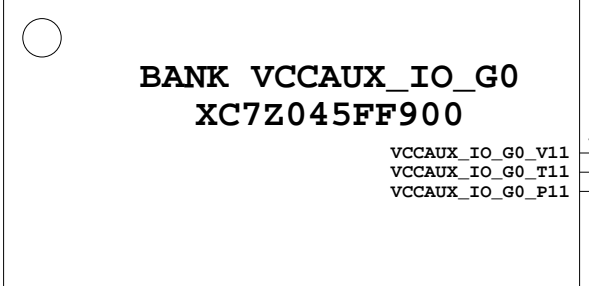 BANK VCCAUX_IO_G0
XC7Z045FF900
VCCAUX_IO_G0_V11
VCCAUX_IO_G0_T11
VCCAUX_IO_G0_P11